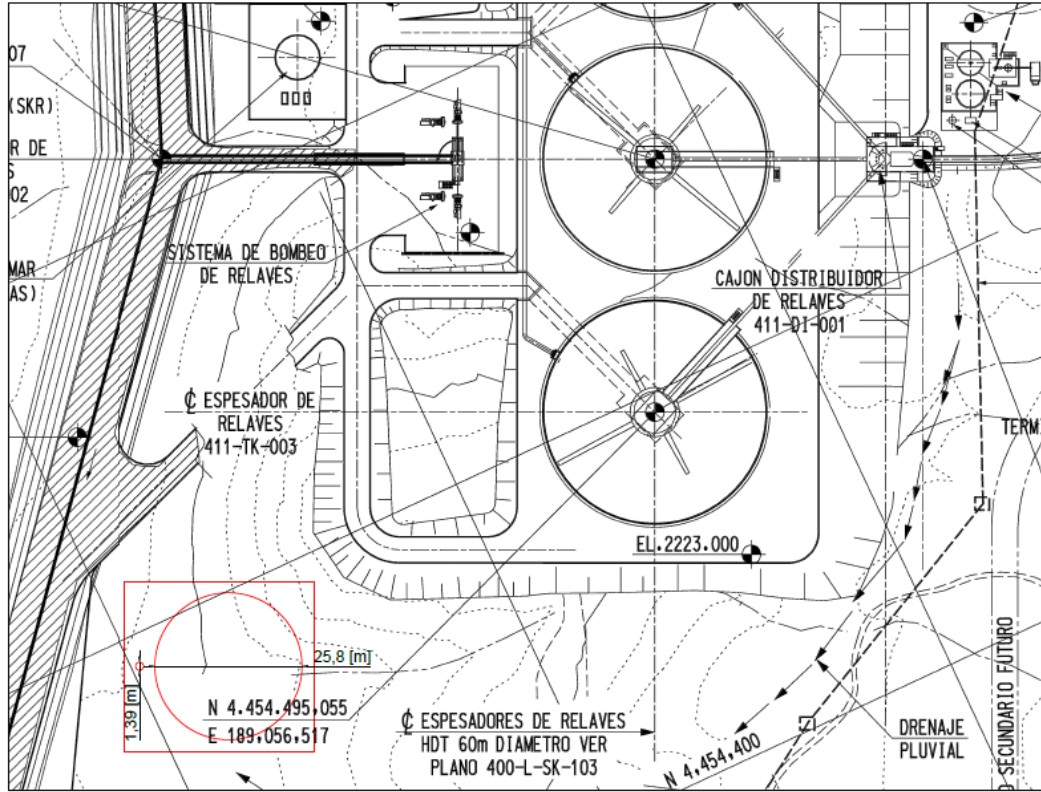 07
(SKR)
R DE
S
02
MAR
AS)
SISTEMA DE BOMBEO
DE RELAVES
CAJON DISTRIBUIDOR
DE RELAVES
411-DI-001
℄ ESPESADOR DE
RELAVES
411-TK-003
TERM
EL.2223.000
25,8 [m]
1,39 [m]
N 4.454.495,055
E 189,056,517
℄ ESPESADORES DE RELAVES
HDT 60m DIAMETRO VER
PLANO 400-L-SK-103
N 4,454,400
DRENAJE
PLUVIAL
O SECUNDARIO FUTURO